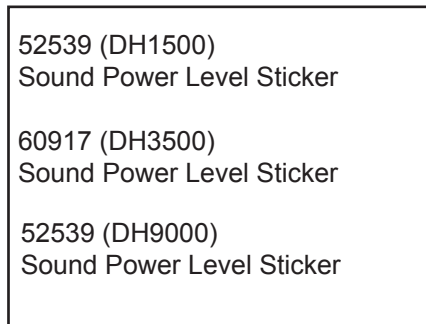 52539 (DH1500)
Sound Power Level Sticker
60917 (DH3500)
Sound Power Level Sticker
52539 (DH9000)
Sound Power Level Sticker